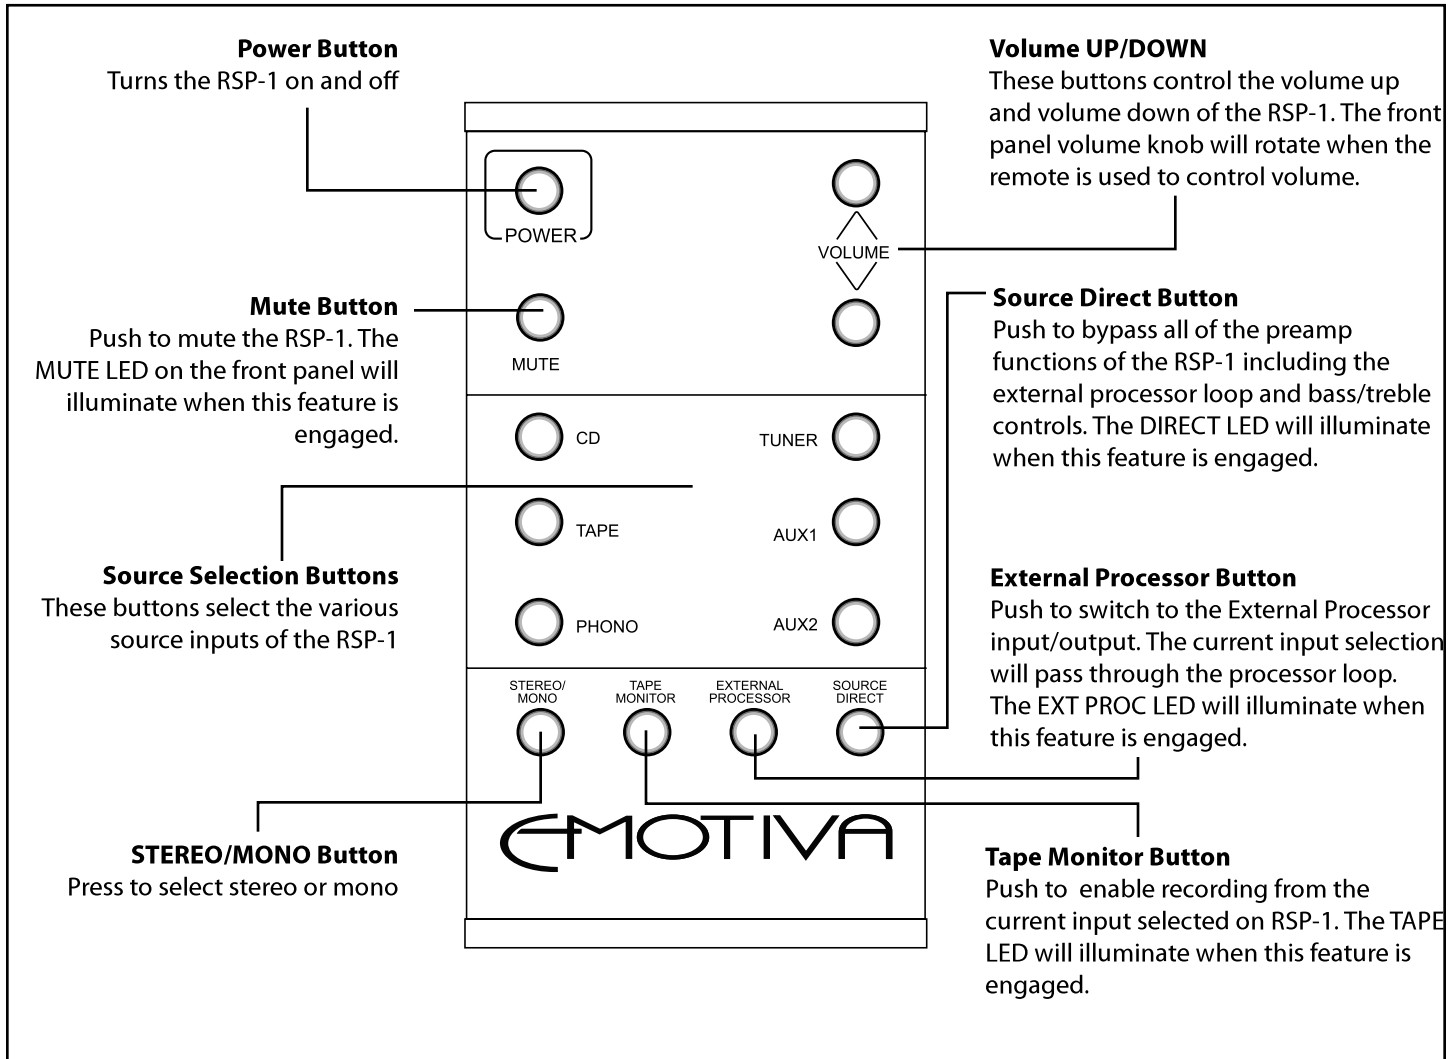 Power Button
Turns the RSP-1 on and off
Volume UP/DOWN
These buttons control the volume up
and volume down of the RSP-1. The front
panel volume knob will rotate when the
remote is used to control volume.
POWER
VOLUME
Mute Button
Push to mute the RSP-1. The
MUTE LED on the front panel will
illuminate when this feature is
engaged.
MUTE
Source Direct Button
Push to bypass all of the preamp
functions of the RSP-1 including the
external processor loop and bass/treble
controls. The DIRECT LED will illuminate
when this feature is engaged.
CD
TUNER
TAPE
AUX1
PHONO
AUX2
Source Selection Buttons
These buttons select the various
source inputs of the RSP-1
External Processor Button
Push to switch to the External Processor
input/output. The current input selection
will pass through the processor loop.
The EXT PROC LED will illuminate when
this feature is engaged.
STEREO/
MONO
TAPE
MONITOR
EXTERNAL
PROCESSOR
SOURCE
DIRECT
EMOTIVA
STEREO/MONO Button
Press to select stereo or mono
Tape Monitor Button
Push to  enable recording from the
current input selected on RSP-1. The TAPE
LED will illuminate when this feature is
engaged.